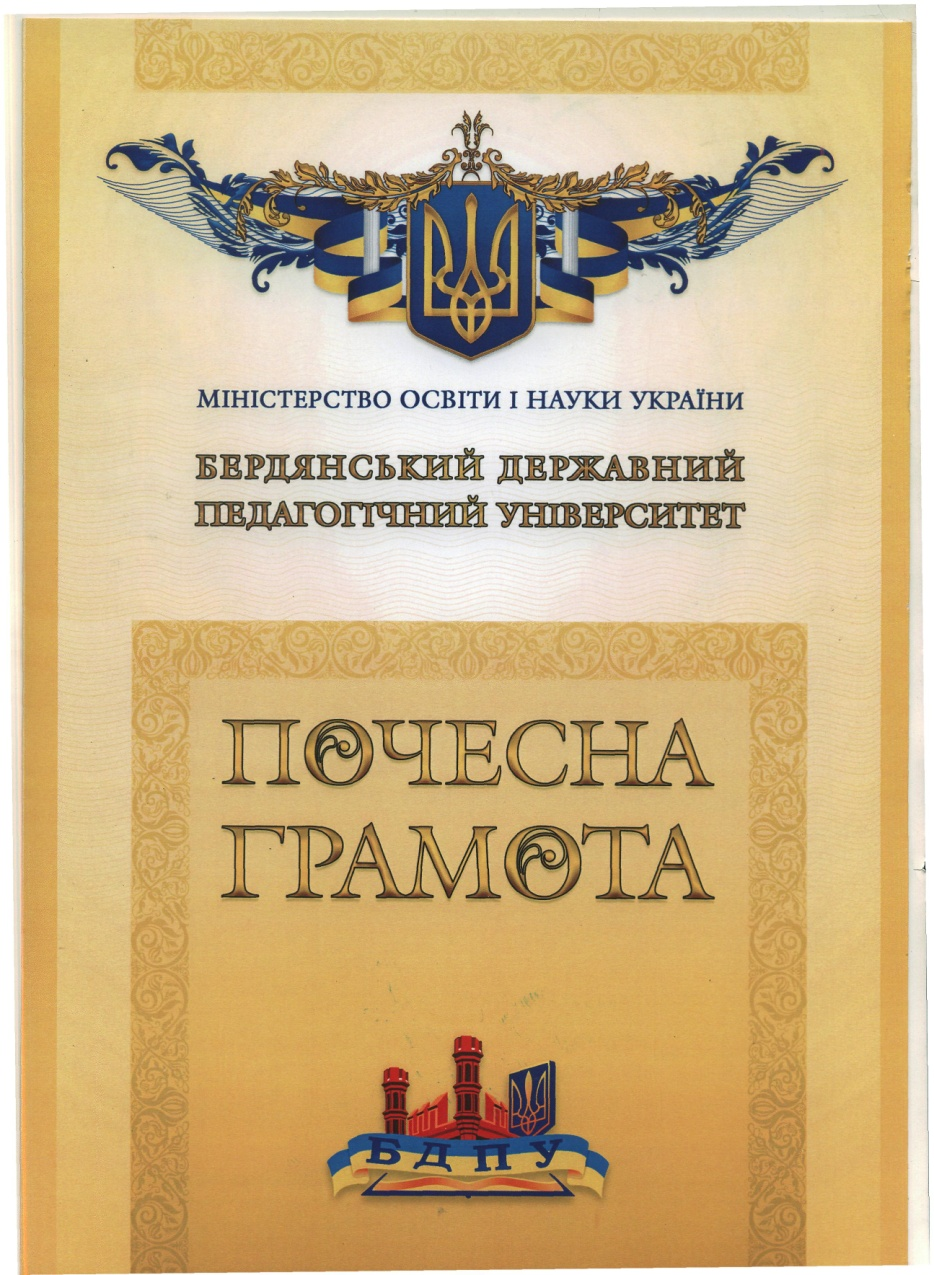 МІНІСТЕРСТВО ОСВІТИ І НАУКИ УКРАЇНИ
БЕРДЯНСЬКИЙ ДЕРЖАВНИЙ
ПЕДАГОГІЧНИЙ УНІВЕРСИТЕТ
ПОЧЕСНА
ГРАМОТА
БДПУ